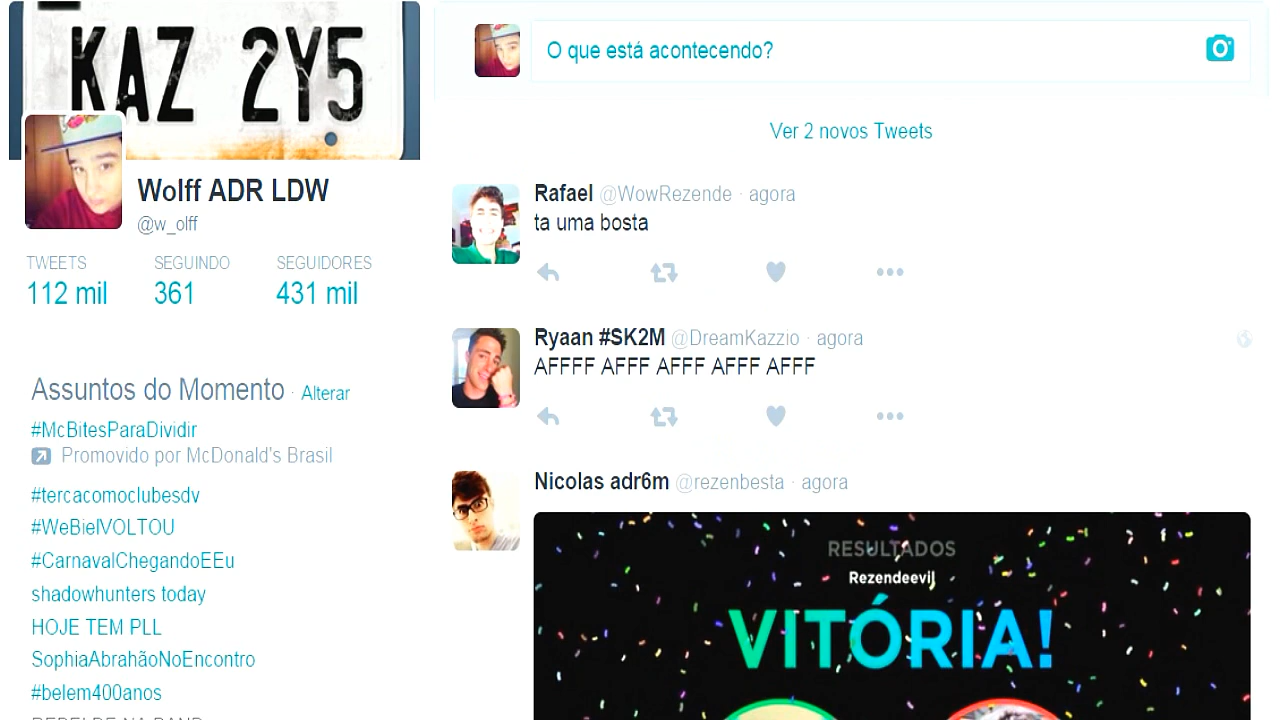 KAZ 2Y5
Wolff ADR LDW
@w_olff
TWEETS SEGUINDO SEGUIDORES
112 mil 361 431 mil
Assuntos do Momento · Alterar
#McBitesParaDividir
Promovido por McDonald's Brasil
#tercacomoclubesdv
#WeBielVOLTOU
#CarnavalChegandoEEu
shadowhunters today
HOJE TEM PLL
SophiaAbrahãoNoEncontro
#belem400anos
REBELDE NA BAND
O que está acontecendo?
Ver 2 novos Tweets
Rafael @WowRezende · agora
ta uma bosta
Ryaan #SK2M @DreamKazzio · agora
AFFFF AFFF AFFF AFFF AFFF
Nicolas adr6m @rezenbesta · agora
RESULTADOS
Rezendeevil
VITÓRIA!